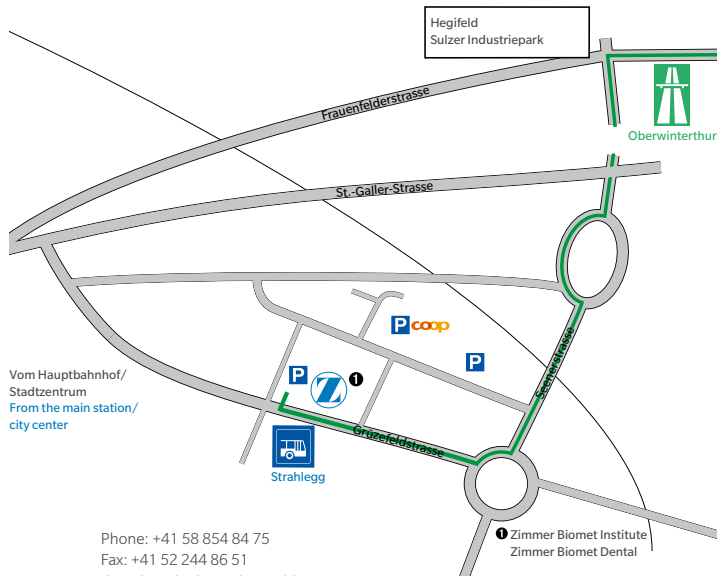 Hegifeld
Sulzer Industriepark
Frauenfelderstrasse
Oberwinterthur
St.-Galler-Strasse
P coop
P
Seenerstrasse
Vom Hauptbahnhof/
Stadtzentrum
From the main station/
city center
P
Z
1
Grüzefeldstrasse
Strahlegg
1 Zimmer Biomet Institute
Zimmer Biomet Dental
Phone: +41 58 854 84 75
Fax: +41 52 244 86 51